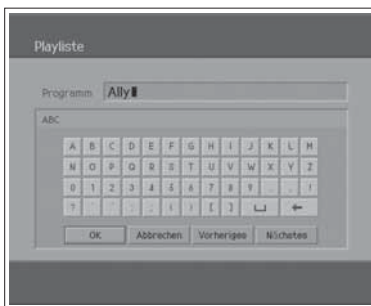 Playliste
Programm Ally
ABC
A B C D E F G H I J K L M
N O P Q R S T U V W X Y Z
0 1 2 3 4 5 6 7 8 9 . , !
?
( ) [ ]
OK Abbrechen Vorheriges Nächstes